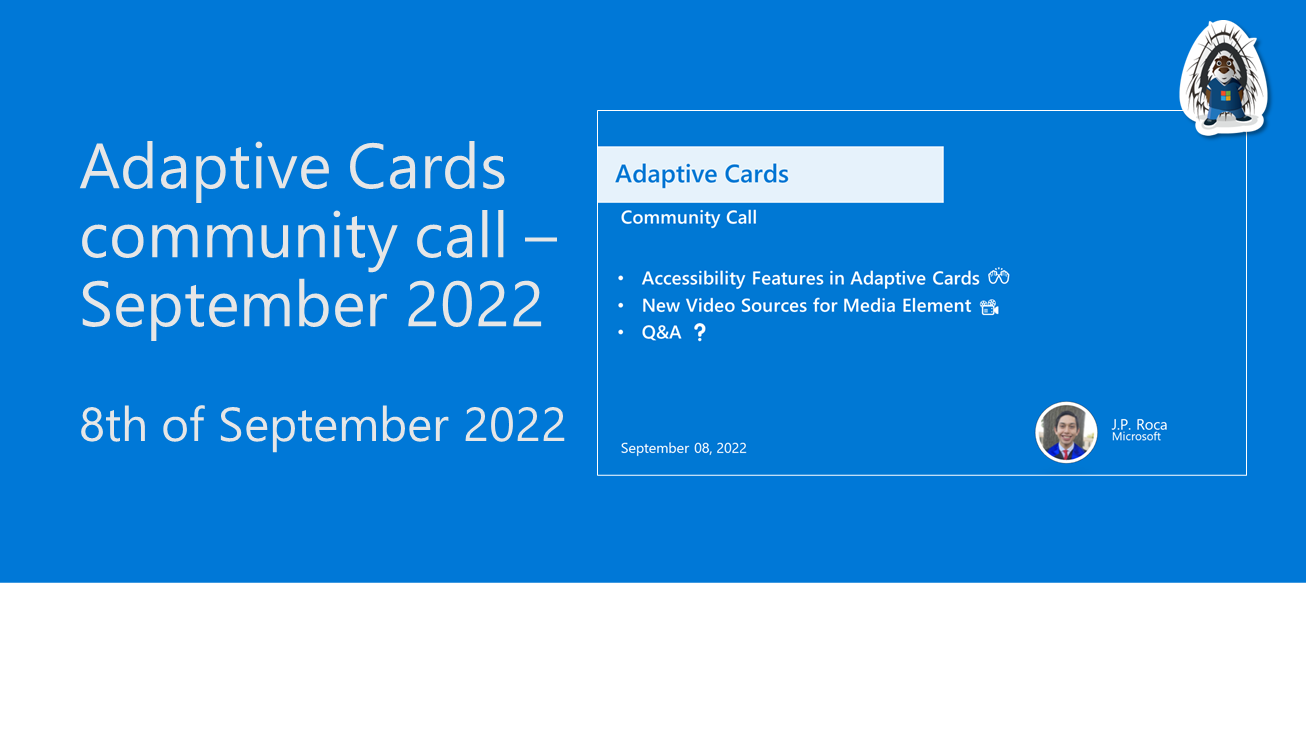 Adaptive Cards
community call –
September 2022
8th of September 2022
Adaptive Cards
Community Call
• Accessibility Features in Adaptive Cards
• New Video Sources for Media Element
• Q&A ?
September 08, 2022
J.P. Roca
Microsoft